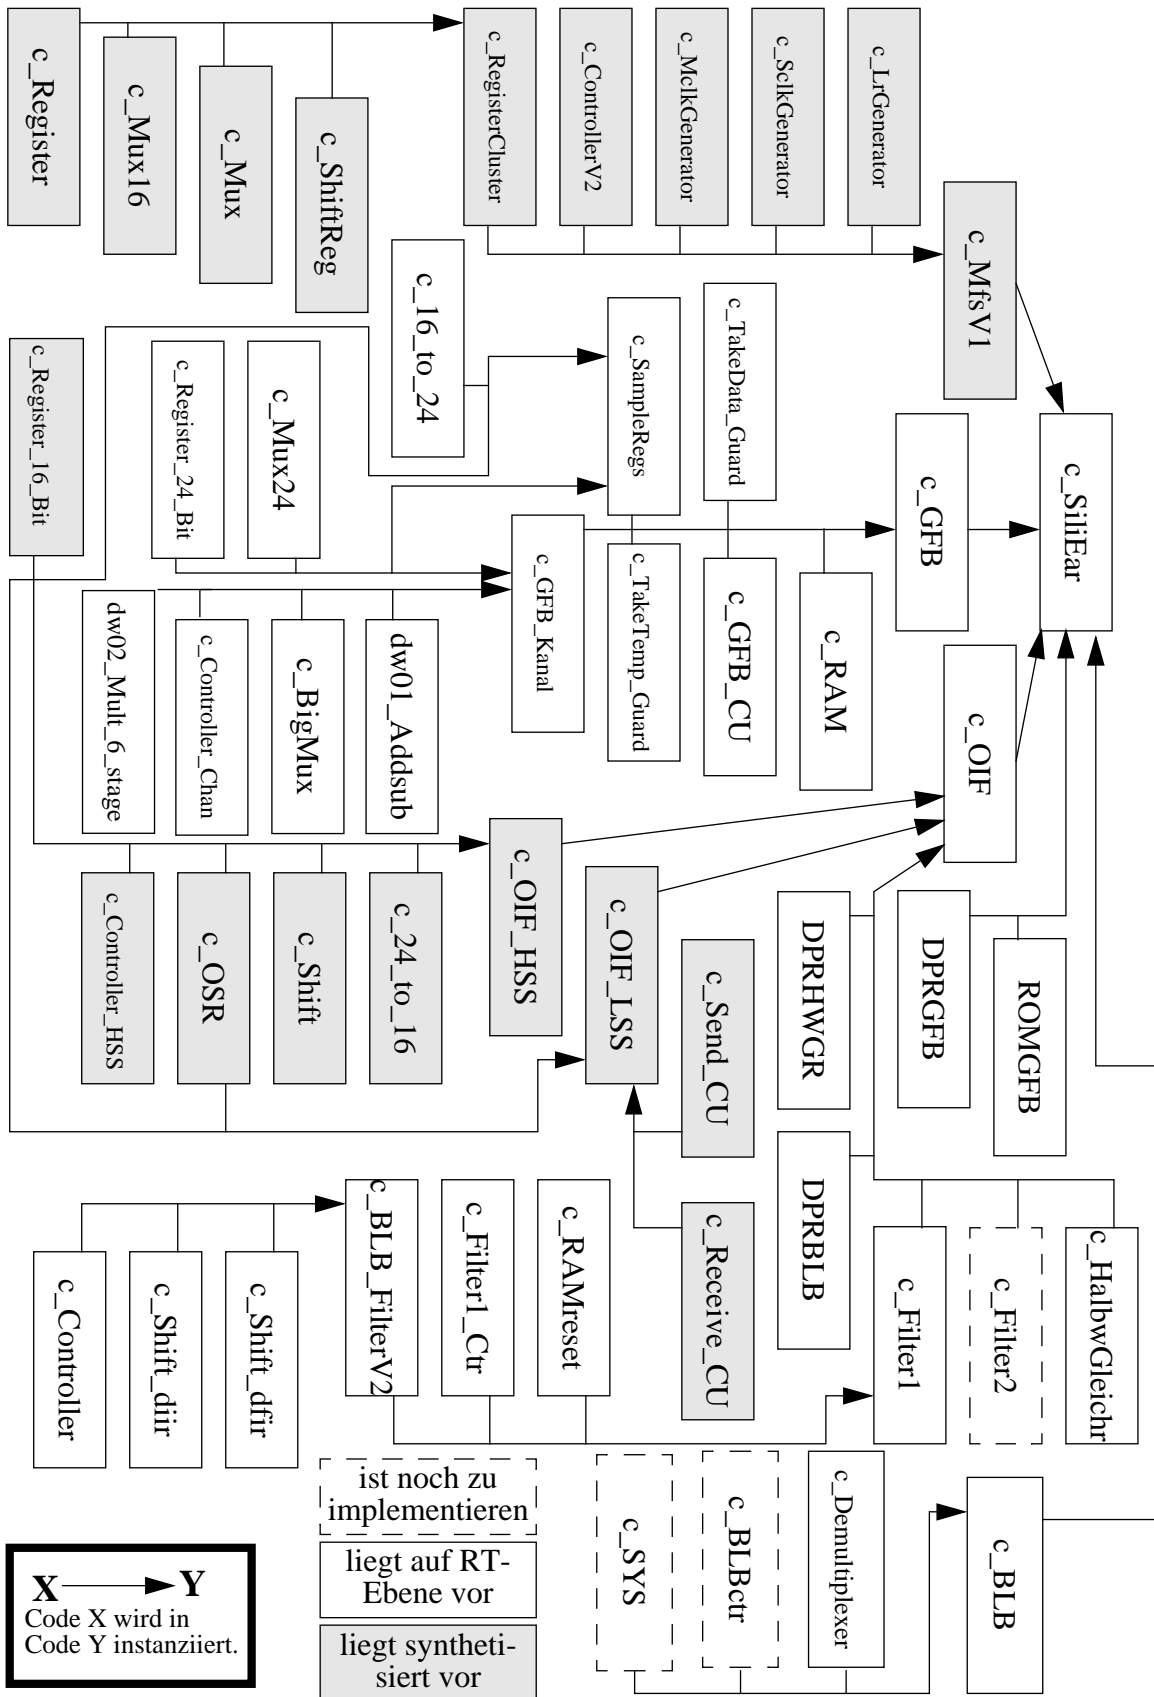 c_Register
c_Mux16
c_Mux
c_ShiftReg
c_RegisterCluster
c_ControllerV2
c_MclkGenerator
c_SclkGenerator
c_LrGenerator
c_MfsV1
c_SiliEar
c_16_to_24
c_SampleRegs
c_TakeData_Guard
c_GFB
c_Register_16_Bit
c_Register_24_Bit
c_Mux24
c_GFB_Kanal
c_TakeTemp_Guard
c_GFB_CU
c_RAM
c_OIF
dw02_Mult_6_stage
c_Controller_Chan
c_BigMux
dw01_Addsub
c_Controller_HSS
c_OSR
c_Shift
c_24_to_16
c_OIF_HSS
c_OIF_LSS
c_Send_CU
DPRHWGR
DPRGFB
ROMGFB
c_Receive_CU
DPRBLB
c_Filter1
c_Filter2
c_HalbwGleichr
c_Controller
c_Shift_diir
c_Shift_dfir
c_BLB_FilterV2
c_Filter1_Ctr
c_RAMreset
c_SYS
c_BLBctr
c_Demultiplexer
c_BLB
ist noch zu
implementieren
liegt auf RT-
Ebene vor
liegt syntheti-
siert vor
X Y
Code X wird in
Code Y instanziiert.